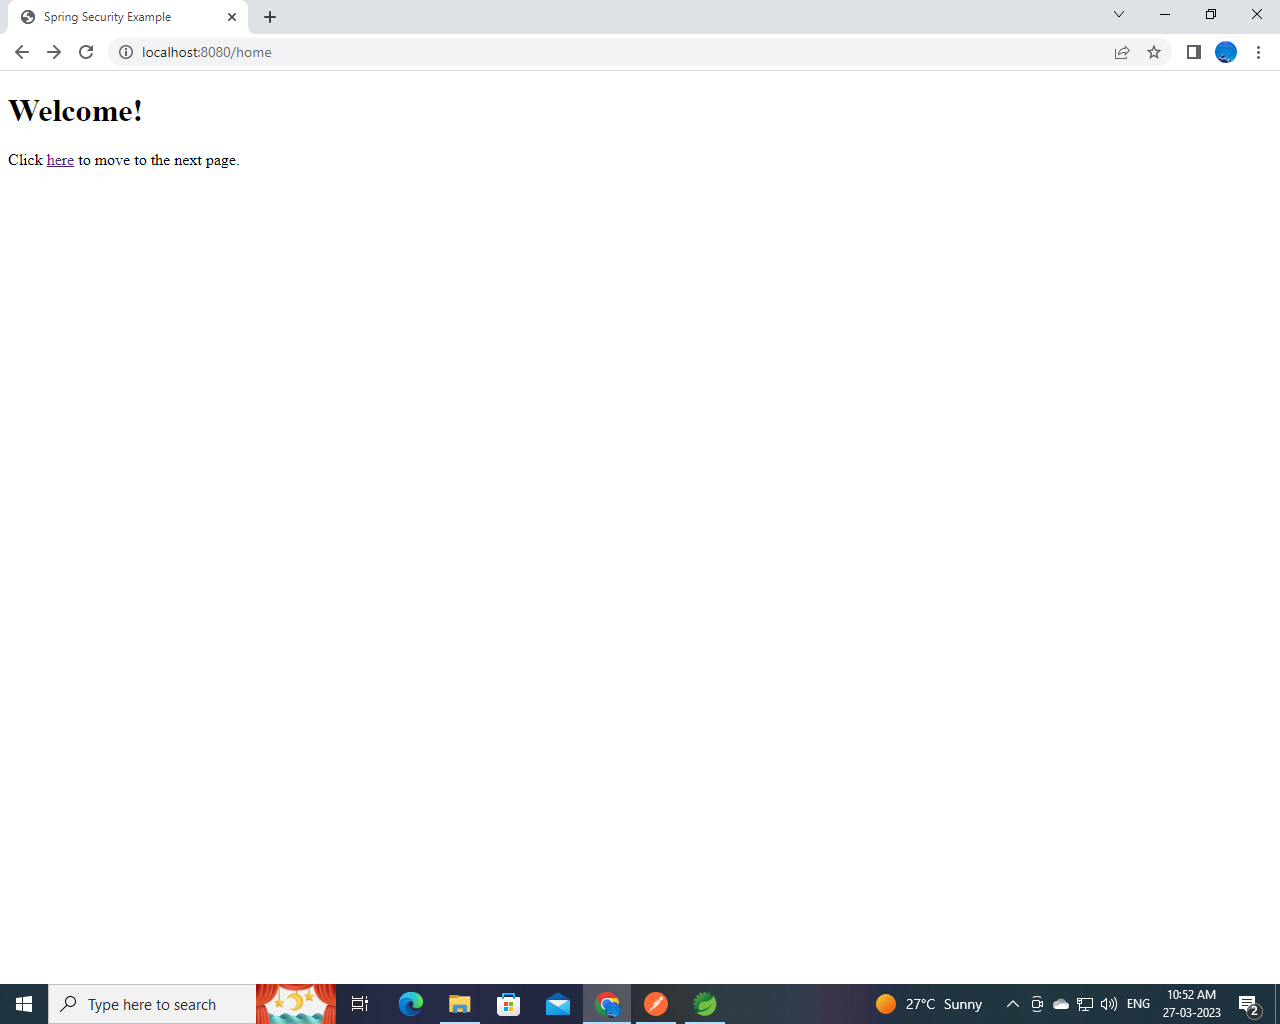 Spring Security Example
localhost:8080/home
Welcome!
Click here to move to the next page.
Type here to search
27°C Sunny
ENG
10:52 AM
27-03-2023
2